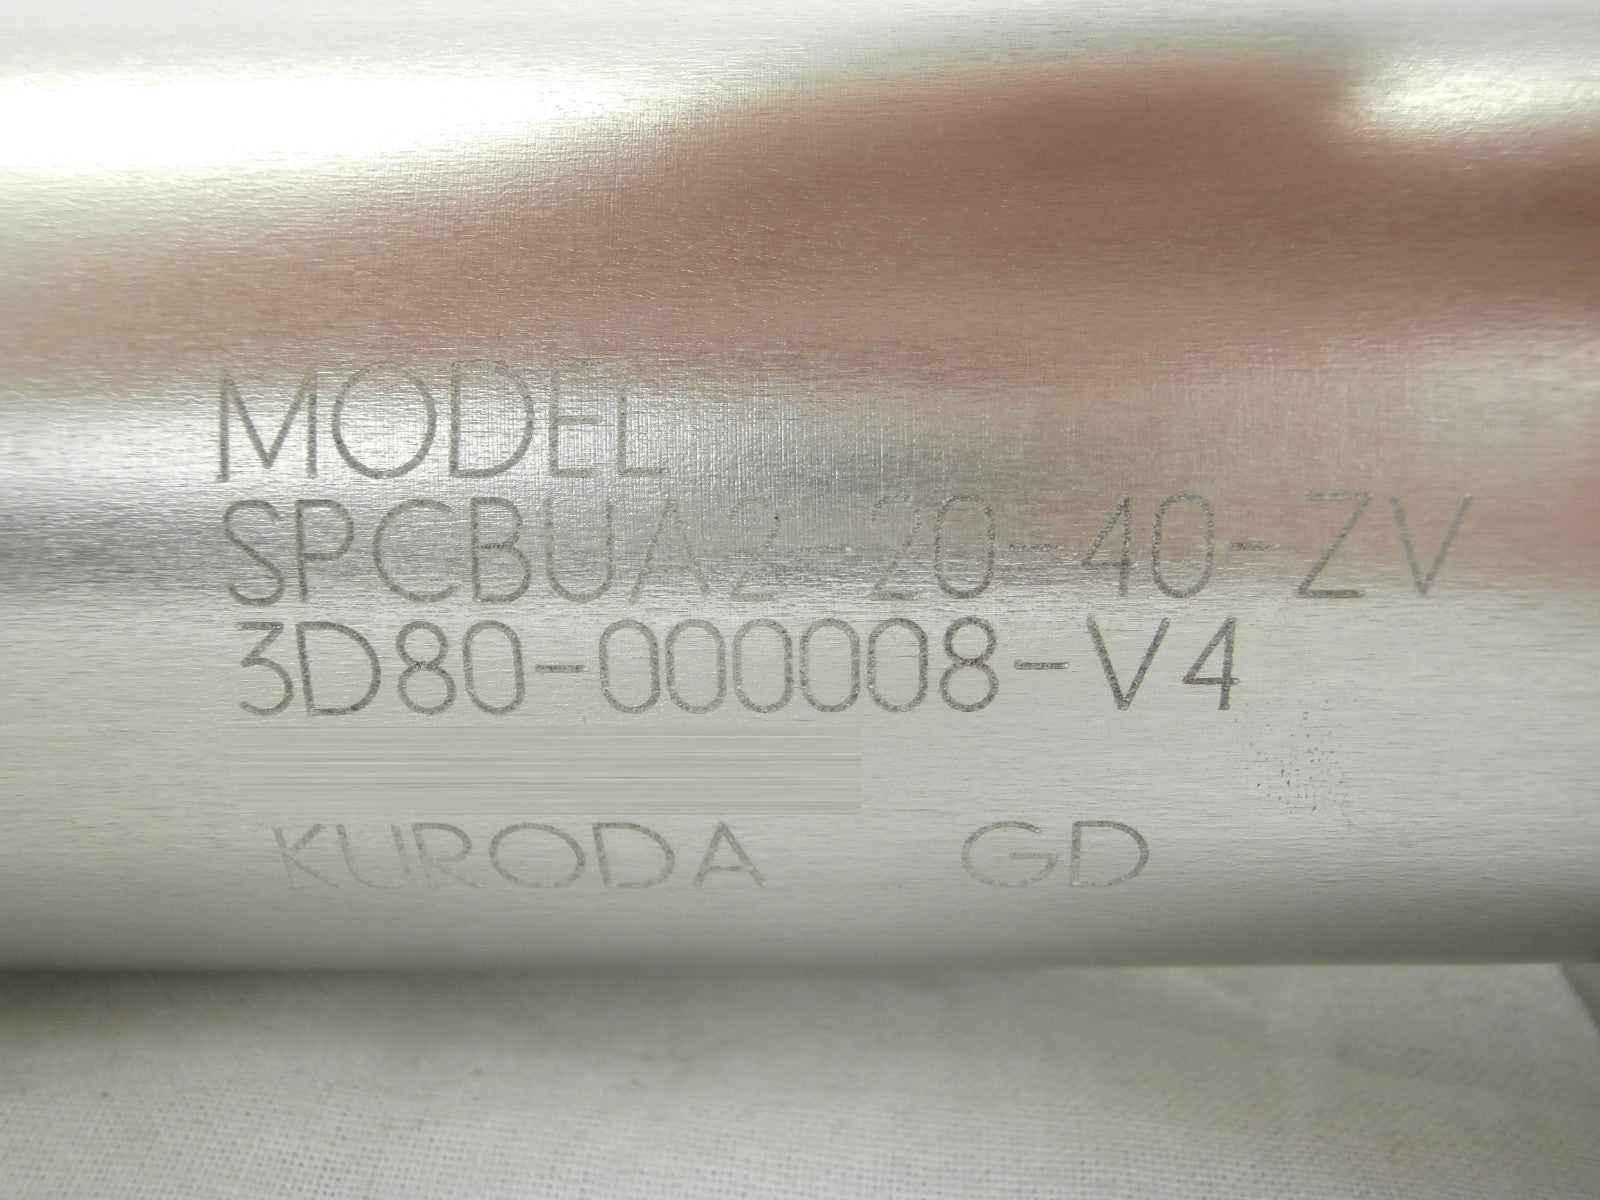 MODEL
SPCBUA2-20-40-ZV
3D80-000008-V4
KURODA GD